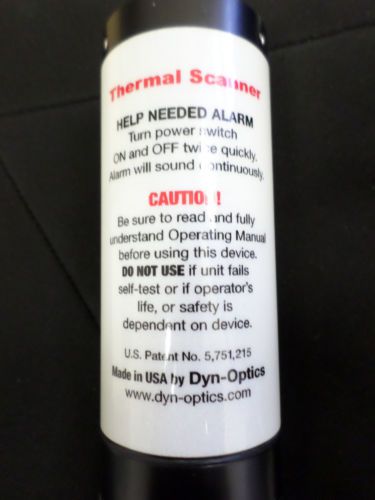 Thermal Scanner
HELP NEEDED ALARM
Turn power switch
ON and OFF twice quickly.
Alarm will sound continuously.
CAUTION!
Be sure to read and fully
understand Operating Manual
before using this device.
DO NOT USE if unit fails
self-test or if operator's
life, or safety is
dependent on device.
U.S. Patent No. 5,751,215
Made in USA by Dyn-Optics
www.dyn-optics.com